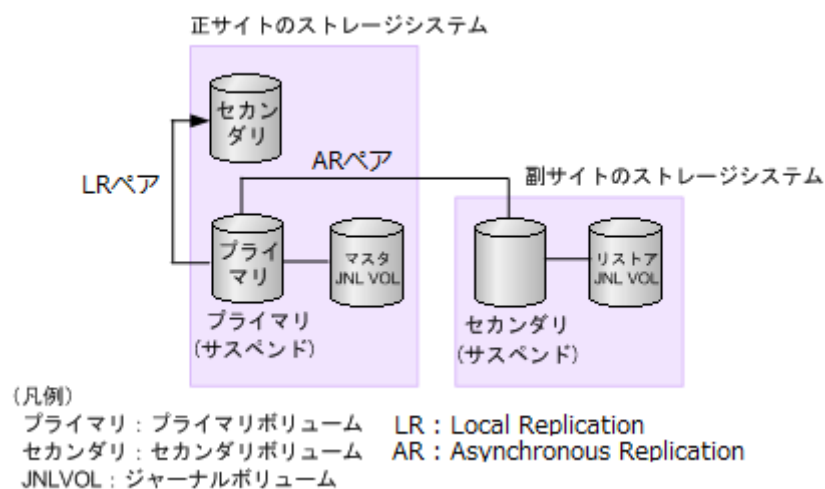 正サイトのストレージシステム
セカン
ダリ
LRペア
ARペア
副サイトのストレージシステム
プライ
マリ
マスタ
JNL VOL
リストア
JNL VOL
プライマリ
(サスペンド)
セカンダリ
(サスペンド)
(凡例)
プライマリ:プライマリボリューム LR : Local Replication
セカンダリ:セカンダリボリューム AR : Asynchronous Replication
JNLVOL:ジャーナルボリューム